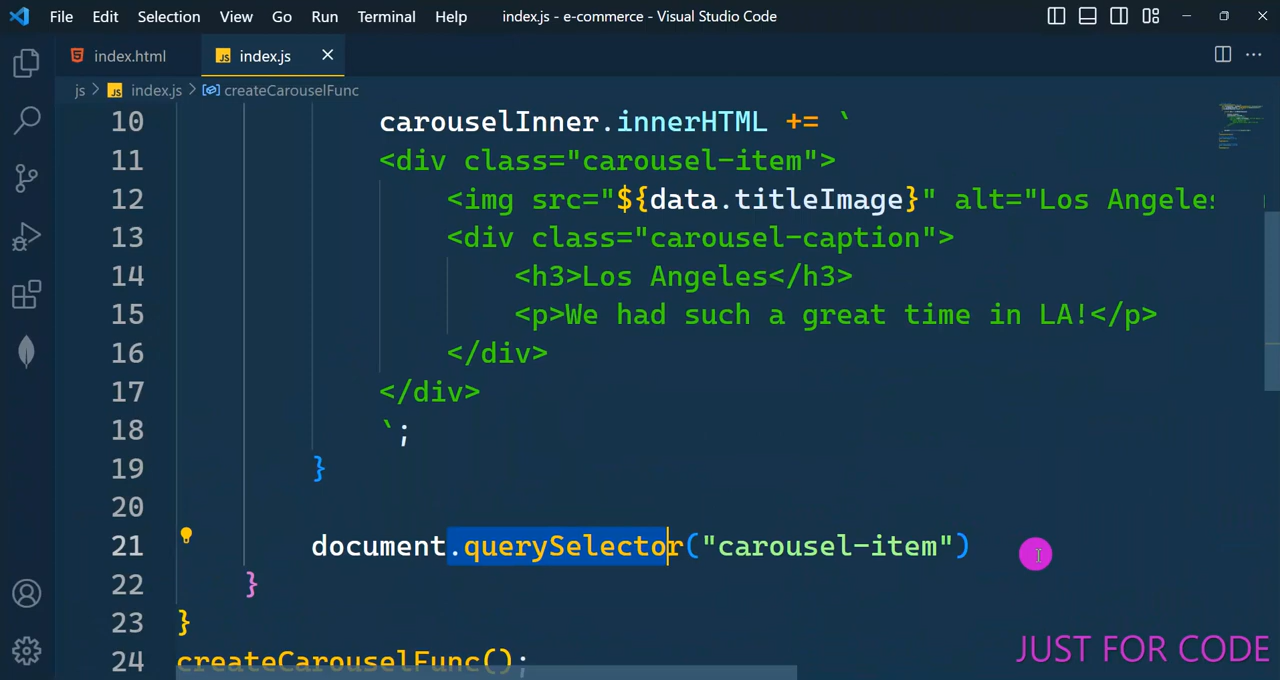 File Edit Selection View Go Run Terminal Help index.js - e-commerce - Visual Studio Code
index.html JS index.js
js > JS index.js > createCarouselFunc
10 carouselInner.innerHTML += `
11 <div class="carousel-item">
12 <img src="${data.titleImage}" alt="Los Angeles
13 <div class="carousel-caption">
14 <h3>Los Angeles</h3>
15 <p>We had such a great time in LA!</p>
16 </div>
17 </div>
18 `;
19 }
20
21 document.querySelector("carousel-item")
22 }
23 }
24 createCarouselFunc();
JUST FOR CODE